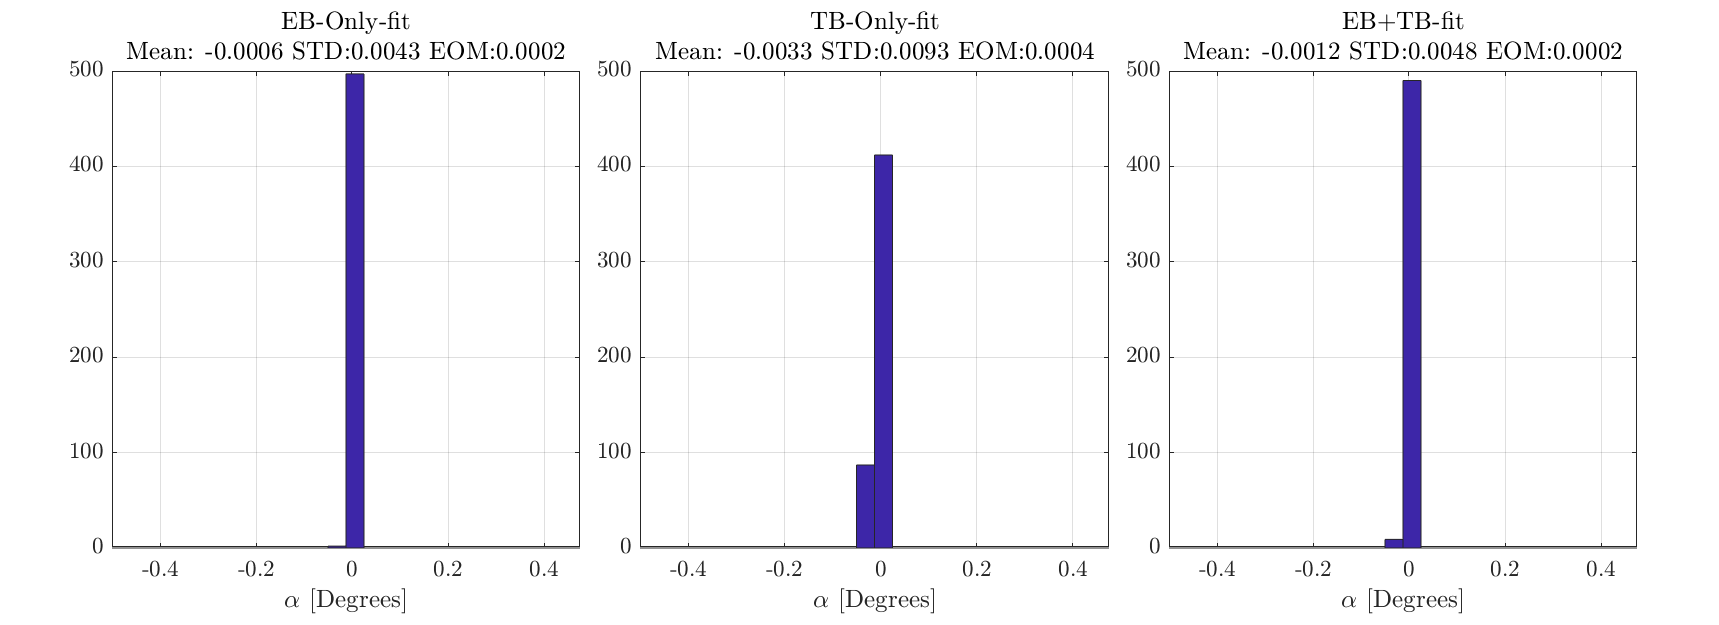 EB-Only-fit
Mean: -0.0006 STD:0.0043 EOM:0.0002
500
400
300
200
100
0
-0.4 -0.2 0 0.2 0.4
α [Degrees]
TB-Only-fit
Mean: -0.0033 STD:0.0093 EOM:0.0004
500
400
300
200
100
0
-0.4 -0.2 0 0.2 0.4
α [Degrees]
EB+TB-fit
Mean: -0.0012 STD:0.0048 EOM:0.0002
500
400
300
200
100
0
-0.4 -0.2 0 0.2 0.4
α [Degrees]